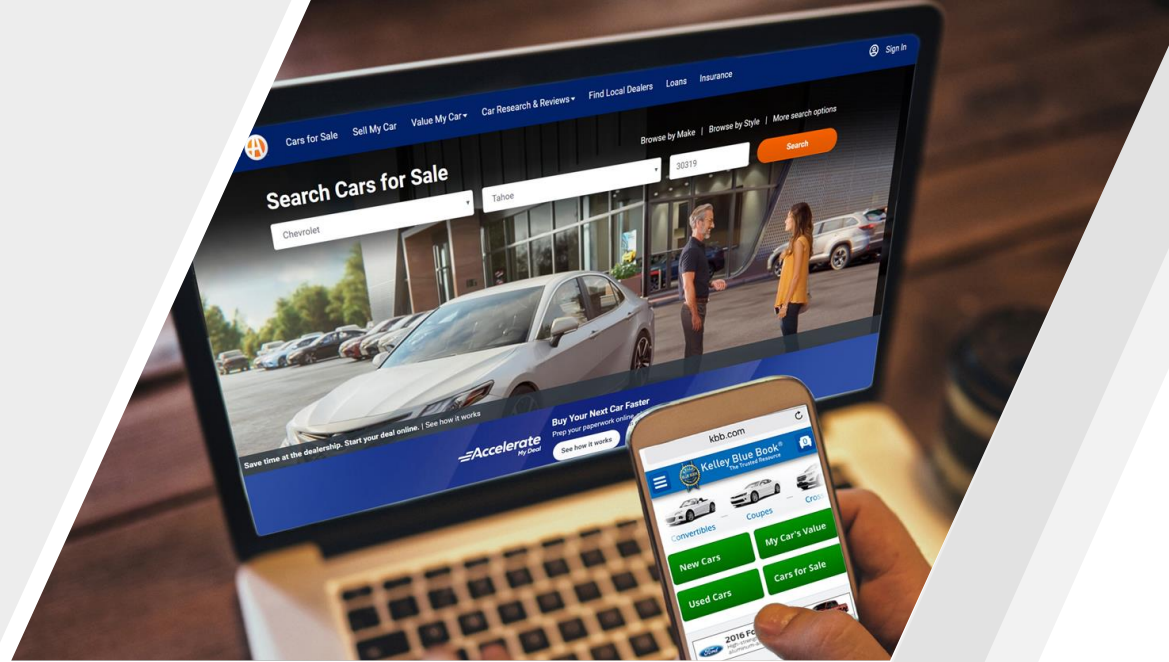 Sign In
Cars for Sale Sell My Car Value My Car Car Research & Reviews Find Local Dealers Loans Insurance
Browse by Make | Browse by Style | More search options
Search Cars for Sale
Chevrolet Tahoe 30319 Search
Save time at the dealership. Start your deal online. | See how it works
Accelerate
My Deal
Buy Your Next Car Faster
Prep your paperwork online
See how it works
kbb.com
Kelley Blue Book®
The Trusted Resource
0
Convertibles Coupes Cros
New Cars My Car's Value
Used Cars Cars for Sale
Ford
2016 Fo